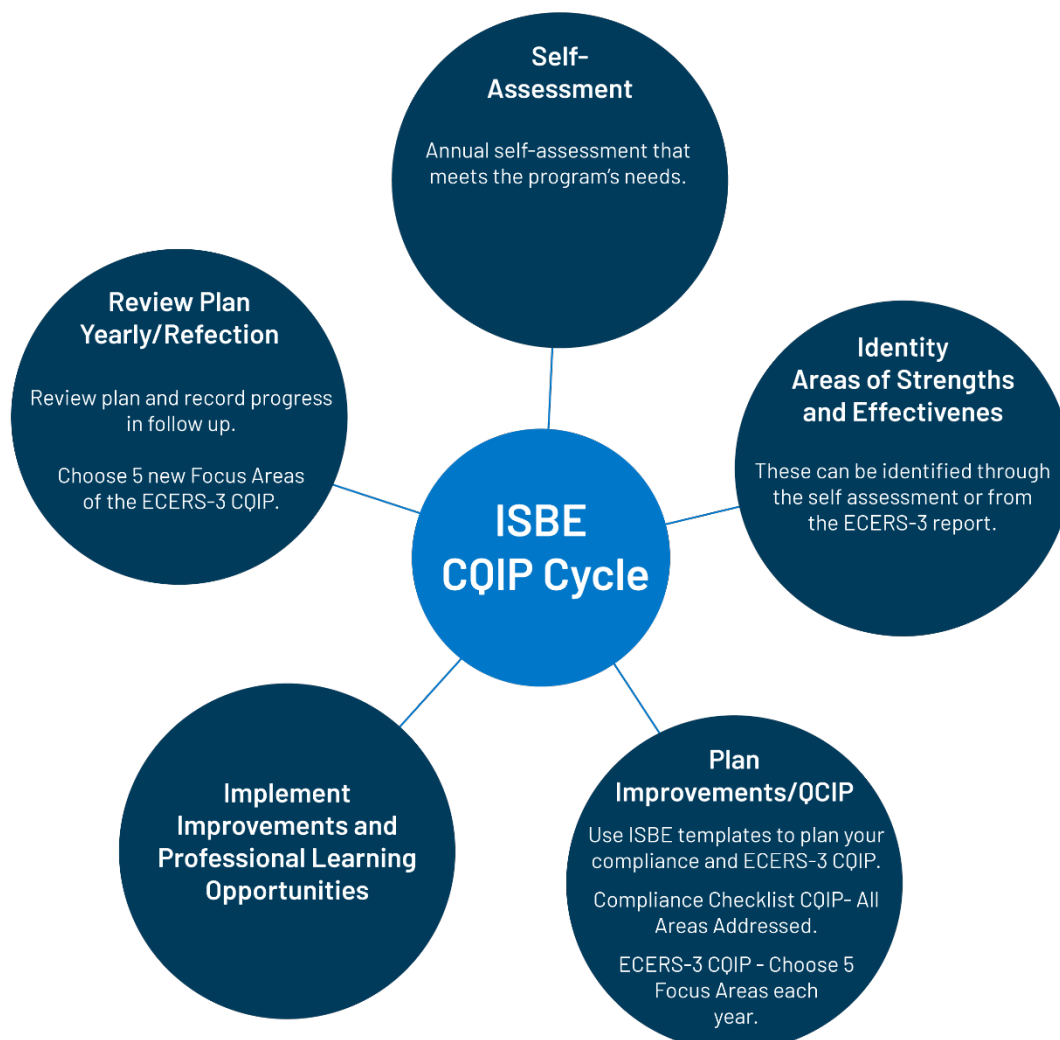 Self-
Assessment
Annual self-assessment that
meets the program's needs.
Identity
Areas of Strengths
and Effectivenes
These can be identified through
the self assessment or from
the ECERS-3 report.
Plan
Improvements/QCIP
Use ISBE templates to plan your
compliance and ECERS-3 CQIP.
Compliance Checklist CQIP- All
Areas Addressed.
ECERS-3 CQIP - Choose 5
Focus Areas each
year.
Implement
Improvements and
Professional Learning
Opportunities
Review Plan
Yearly/Refection
Review plan and record progress
in follow up.
Choose 5 new Focus Areas
of the ECERS-3 CQIP.
ISBE
CQIP Cycle